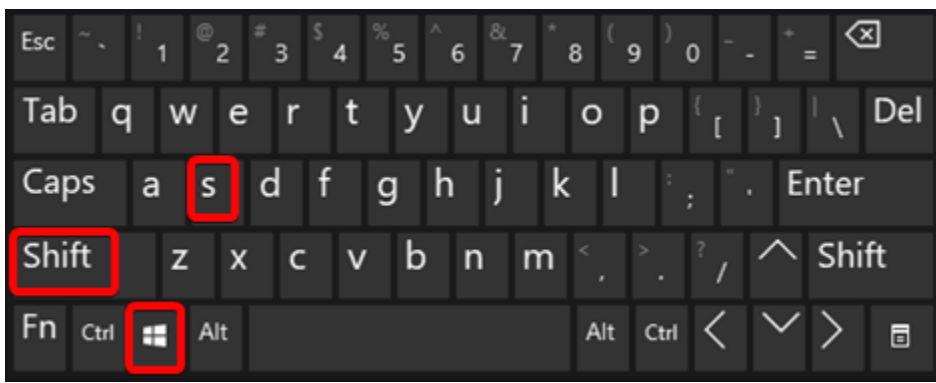 Esc ~ ` ! 1 @ 2 # 3 $ 4 % 5 ^ 6 & 7 * 8 ( 9 ) 0 _ - + =
Tab q w e r t y u i o p { [ } ] | \ Del
Caps a s d f g h j k l : ; " ' Enter
Shift z x c v b n m < , > . ? / Shift
Fn Ctrl Alt Alt Ctrl